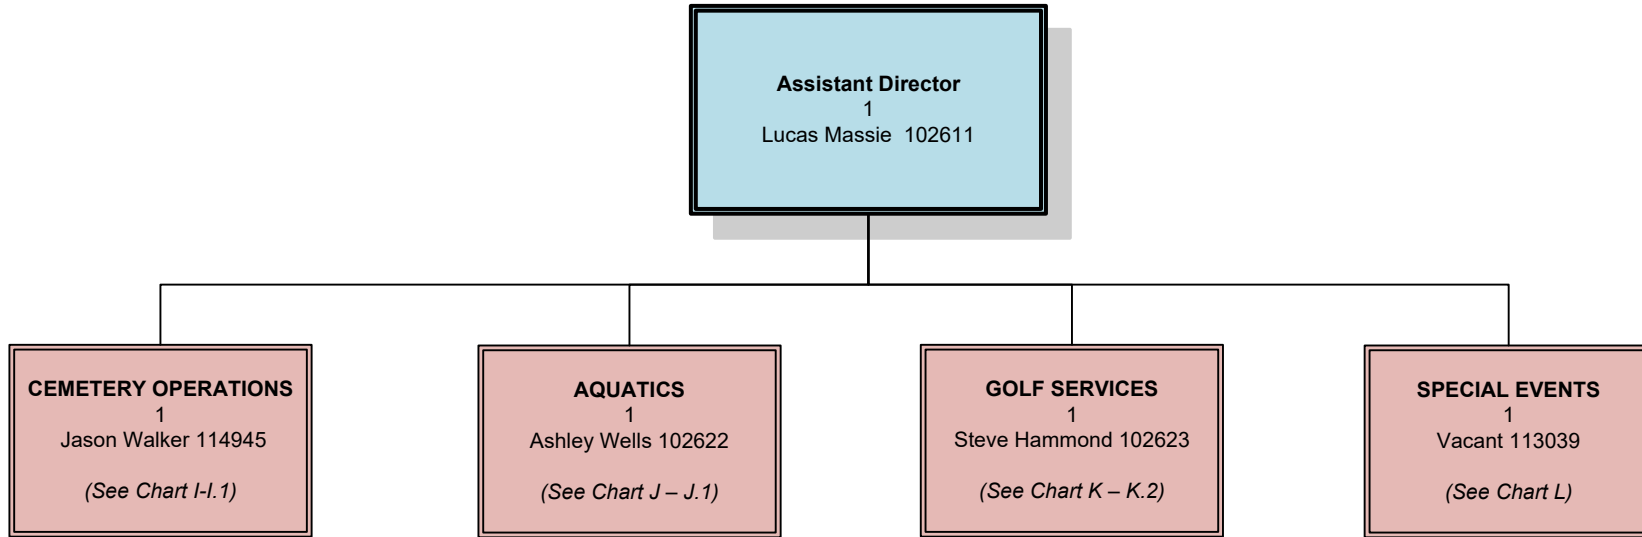 Assistant Director
1
Lucas Massie  102611
CEMETERY OPERATIONS
1
Jason Walker 114945
(See Chart I-I.1)
AQUATICS
1
Ashley Wells 102622
(See Chart J – J.1)
GOLF SERVICES
1
Steve Hammond 102623
(See Chart K – K.2)
SPECIAL EVENTS
1
Vacant 113039
(See Chart L)